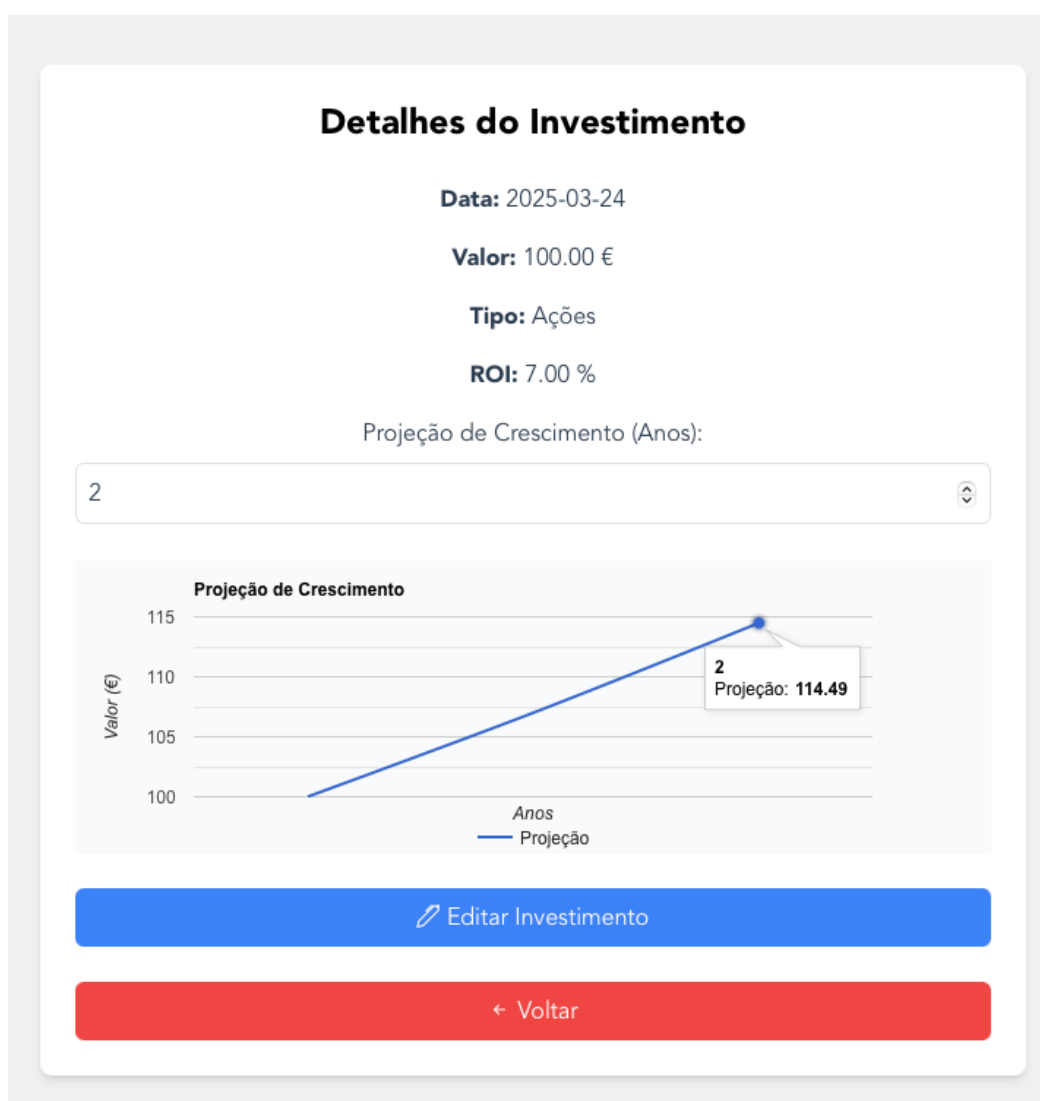 Detalhes do Investimento
Data: 2025-03-24
Valor: 100.00 €
Tipo: Ações
ROI: 7.00 %
Projeção de Crescimento (Anos):
2
Projeção de Crescimento
Valor (€)
115
110
105
100
2
Projeção: 114.49
Anos
Projeção
Editar Investimento
← Voltar